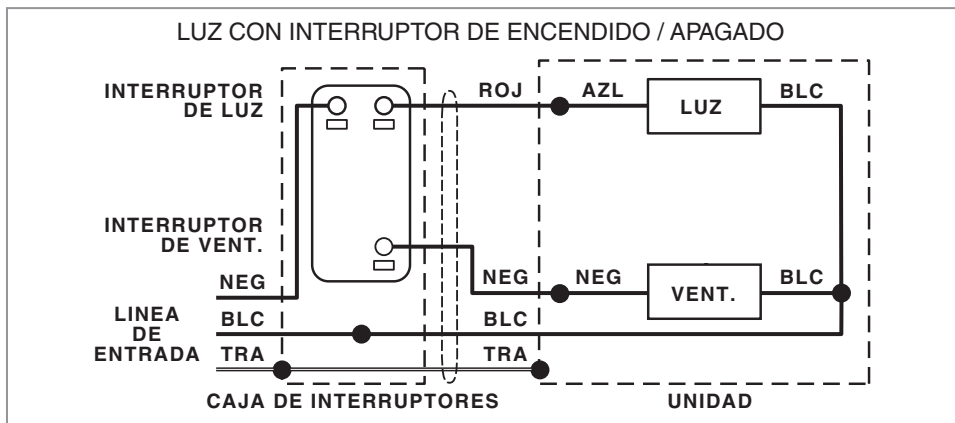 LUZ CON INTERRUPTOR DE ENCENDIDO / APAGADO
INTERRUPTOR
DE LUZ
ROJ
AZL
LUZ
BLC
INTERRUPTOR
DE VENT.
NEG
NEG
NEG
VENT.
BLC
LINEA
DE
ENTRADA
BLC
BLC
TRA
TRA
CAJA DE INTERRUPTORES
UNIDAD